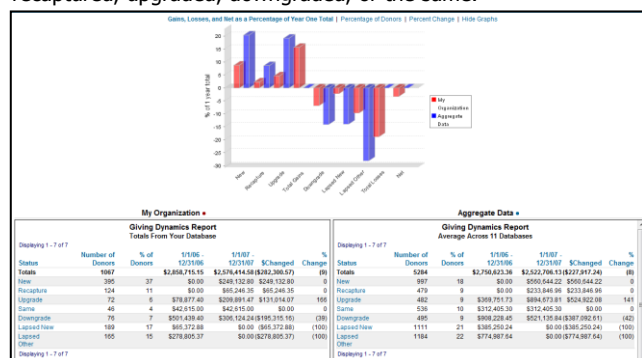 recaptured, upgraded, downgraded, or the same.
Gains, Losses, and Net as a Percentage of Year One Total | Percentage of Donors | Percent Change | Hide Graphs
% of 1 year total
20
15
10
5
0
-5
-10
-15
-20
-25
-30
New
Recapture
Upgrade
Total Gains
Downgrade
Lapsed New
Lapsed Other
Total Losses
Net
My
Organization
Aggregate
Data
My Organization
Giving Dynamics Report
Totals From Your Database
Displaying 1 - 7 of 7
Status Number of Donors % of Donors 1/1/06 - 12/31/06 1/1/07 - 12/31/07 $Changed % Change
Totals 1067 $2,858,715.15 $2,576,414.58 ($282,300.57) (9)
New 395 37 $0.00 $249,132.80 $249,132.80 0
Recapture 124 11 $0.00 $65,246.35 $65,246.35 0
Upgrade 72 6 $78,877.40 $209,891.47 $131,014.07 166
Same 46 4 $42,615.00 $42,615.00 $0.00 0
Downgrade 76 7 $501,439.40 $306,124.24 ($195,315.16) (39)
Lapsed New 189 17 $65,372.88 $0.00 ($65,372.88) (100)
Lapsed Other 165 15 $278,805.37 $0.00 ($278,805.37) (100)
Displaying 1 - 7 of 7
Aggregate Data
Giving Dynamics Report
Average Across 11 Databases
Displaying 1 - 7 of 7
Status Number of Donors % of Donors 1/1/06 - 12/31/06 1/1/07 - 12/31/07 $Changed % Change
Totals 5284 $2,750,623.36 $2,522,706.13 ($227,917.24) (8)
New 997 18 $0.00 $560,644.22 $560,644.22 0
Recapture 479 9 $0.00 $233,846.96 $233,846.96 0
Upgrade 482 9 $369,751.73 $894,673.81 $524,922.08 141
Same 536 10 $312,405.30 $312,405.30 $0.00 0
Downgrade 495 9 $908,228.45 $521,135.84 ($387,092.61) (42)
Lapsed New 1111 21 $385,250.24 $0.00 ($385,250.24) (100)
Lapsed Other 1184 22 $774,987.64 $0.00 ($774,987.64) (100)
Displaying 1 - 7 of 7